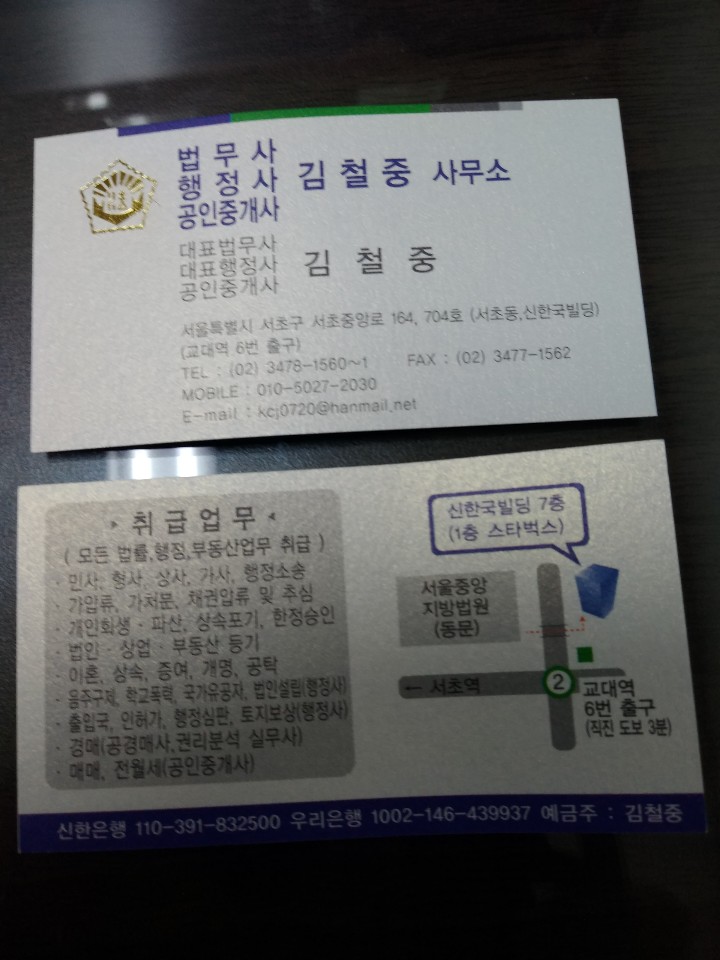 법무사
행정사 김철중 사무소
공인중개사
대표법무사
대표행정사 김 철 중
공인중개사
서울특별시 서초구 서초중앙로 164, 704호 (서초동,신한국빌딩)
(교대역 6번 출구)
TEL : (02) 3478-1560~1 FAX : (02) 3477-1562
MOBILE : 010-5027-2030
E-mail : kcj0720@hanmail.net
취급업무
( 모든 법률,행정,부동산업무 취급 )
· 민사, 형사, 상사, 가사, 행정소송
· 가압류, 가처분, 채권압류 및 추심
· 개인회생 · 파산, 상속포기, 한정승인
· 법인 · 상업 · 부동산 등기
· 이혼, 상속, 증여, 개명, 공탁
· 음주구제, 학교폭력, 국가유공자, 법인설립(행정사)
· 출입국, 인허가, 행정심판, 토지보상(행정사)
· 경매(공경매사,권리분석 실무사)
· 매매, 전월세(공인중개사)
신한국빌딩 7층
(1층 스타벅스)
서울중앙
지방법원
(동문)
← 서초역
2
교대역
6번 출구
(직진 도보 3분)
신한은행 110-391-832500 우리은행 1002-146-439937 예금주 : 김철중